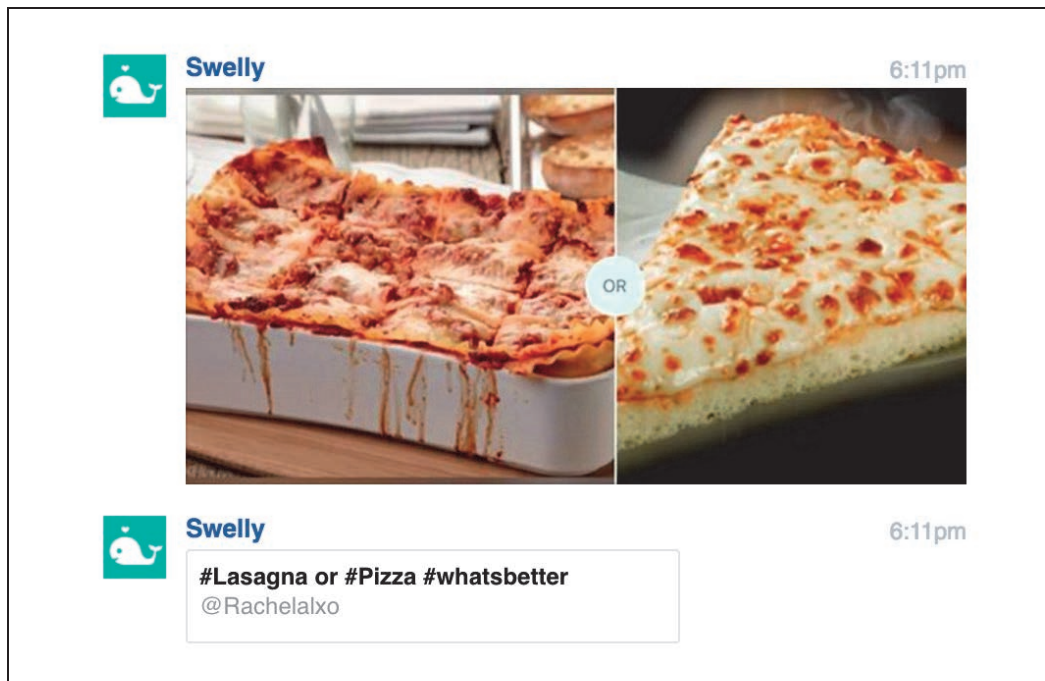 Swelly
6:11pm
OR
Swelly
6:11pm
#Lasagna or #Pizza #whatsbetter
@Rachelalxo